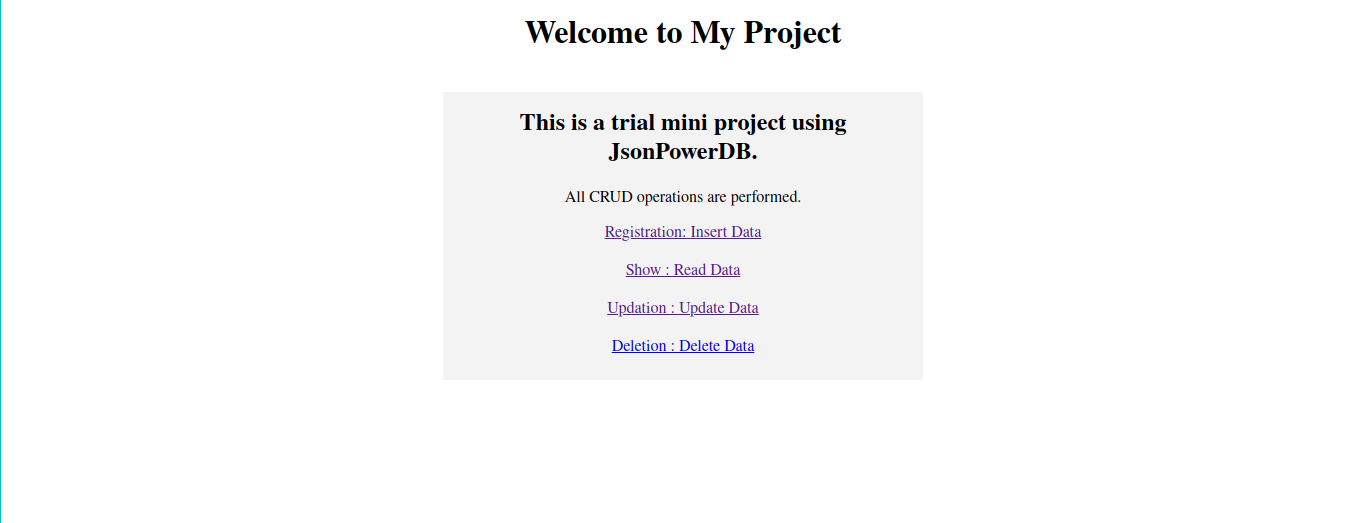 Welcome to My Project
This is a trial mini project using
JsonPowerDB.
All CRUD operations are performed.
Registration: Insert Data
Show : Read Data
Updation : Update Data
Deletion : Delete Data